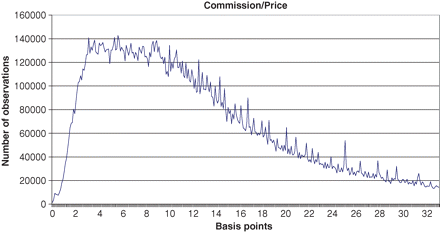 Commission/Price
160000
140000
120000
100000
80000
60000
40000
20000
0
Number of observations
0 2 4 6 8 10 12 14 16 18 20 22 24 26 28 30 32
Basis points